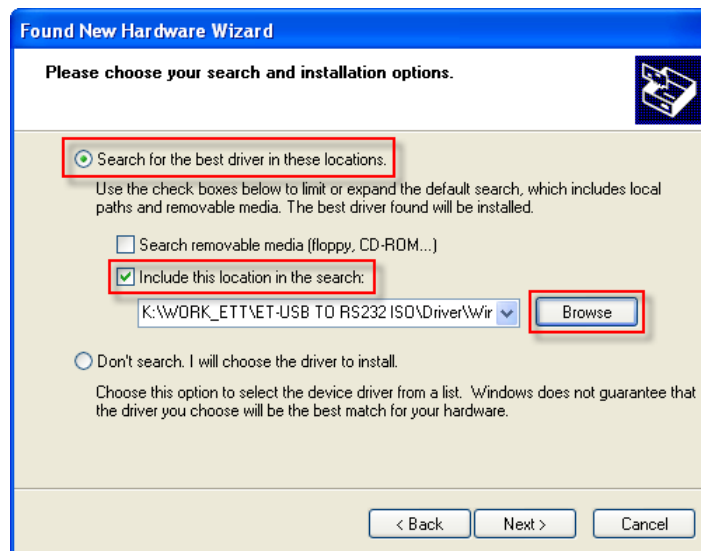 Found New Hardware Wizard
Please choose your search and installation options.
Search for the best driver in these locations.
Use the check boxes below to limit or expand the default search, which includes local
paths and removable media. The best driver found will be installed.
Search removable media (floppy, CD-ROM...)
Include this location in the search:
K:\WORK_ETT\ET-USB TO RS232 ISO\Driver\Wir
Browse
Don't search. I will choose the driver to install.
Choose this option to select the device driver from a list. Windows does not guarantee that
the driver you choose will be the best match for your hardware.
< Back Next > Cancel